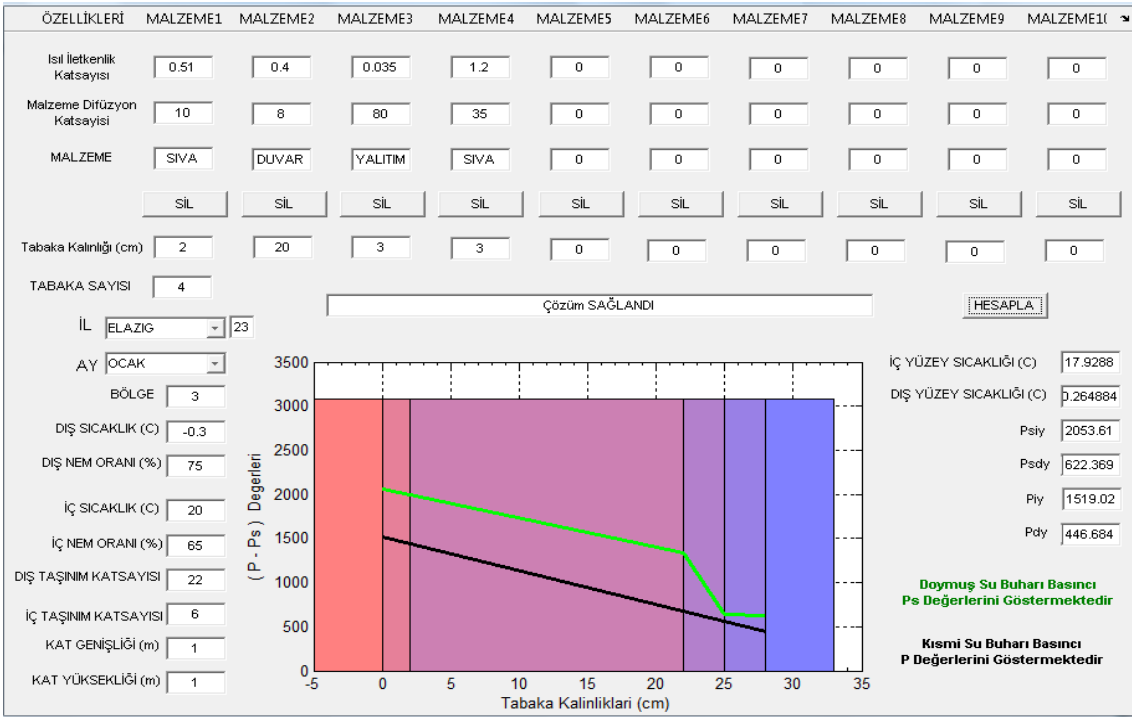 ÖZELLİKLERİ MALZEME1 MALZEME2 MALZEME3 MALZEME4 MALZEME5 MALZEME6 MALZEME7 MALZEME8 MALZEME9
Isıl İletkenlik
Katsayısı
0.51 0.4 0.035 1.2 0 0 0 0 0 0
Malzeme Difüzyon
Katsayisi
10 8 80 35 0 0 0 0 0 0
MALZEME SIVA DUVAR YALITIM SIVA 0 0 0 0 0 0
SİL SİL SİL SİL SİL SİL SİL SİL SİL SİL
Tabaka Kalınlığı (cm) 2 20 3 3 0 0 0 0 0 0
TABAKA SAYISI 4
Çözüm SAĞLANDI
HESAPLA
İL ELAZIG 23
AY OCAK
BÖLGE 3
DIŞ SICAKLIK (C) -0.3
DIŞ NEM ORANI (%) 75
İÇ SICAKLIK (C) 20
İÇ NEM ORANI (%) 65
DIŞ TAŞINIM KATSAYISI 22
İÇ TAŞINIM KATSAYISI 6
KAT GENİŞLİĞİ (m) 1
KAT YÜKSEKLİĞİ (m) 1
( P - Ps ) Degerleri
3500
3000
2500
2000
1500
1000
500
0
-5 0 5 10 15 20 25 30 35
Tabaka Kalinliklari (cm)
İÇ YÜZEY SICAKLIĞI (C) 17.9288
DIŞ YÜZEY SICAKLIĞI (C) 0.264884
Psiy 2053.61
Psdy 622.369
Piy 1519.02
Pdy 446.684
Doymuş Su Buharı Basıncı
Ps Değerlerini Göstermektedir
Kısmi Su Buharı Basıncı
P Değerlerini Göstermektedir